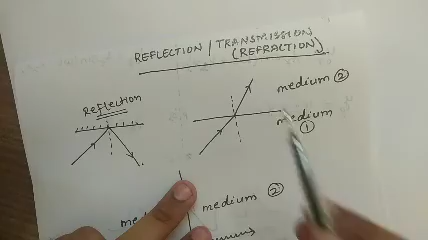 REFLECTION / TRANSMISSION
(REFRACTION)
Reflection
medium ②
medium
①
medium ②